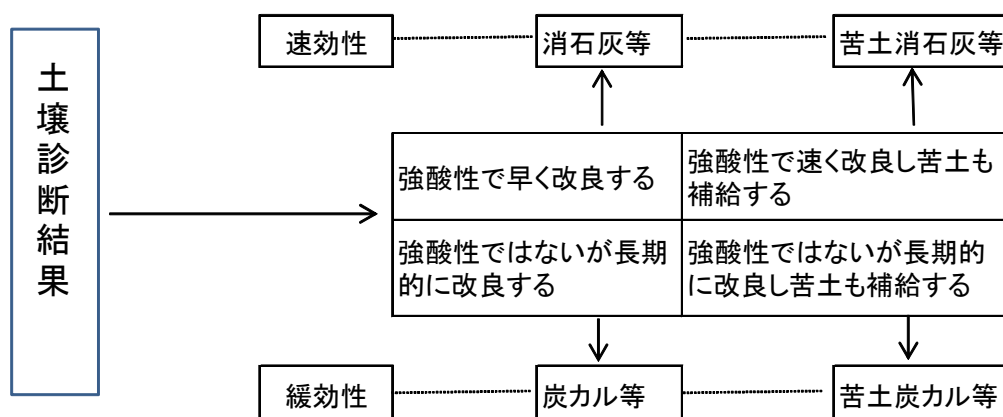 土壌診断結果
速効性
消石灰等
苦土消石灰等
強酸性で早く改良する
強酸性で速く改良し苦土も
補給する
強酸性ではないが長期
的に改良する
強酸性ではないが長期的
に改良し苦土も補給する
緩効性
炭カル等
苦土炭カル等